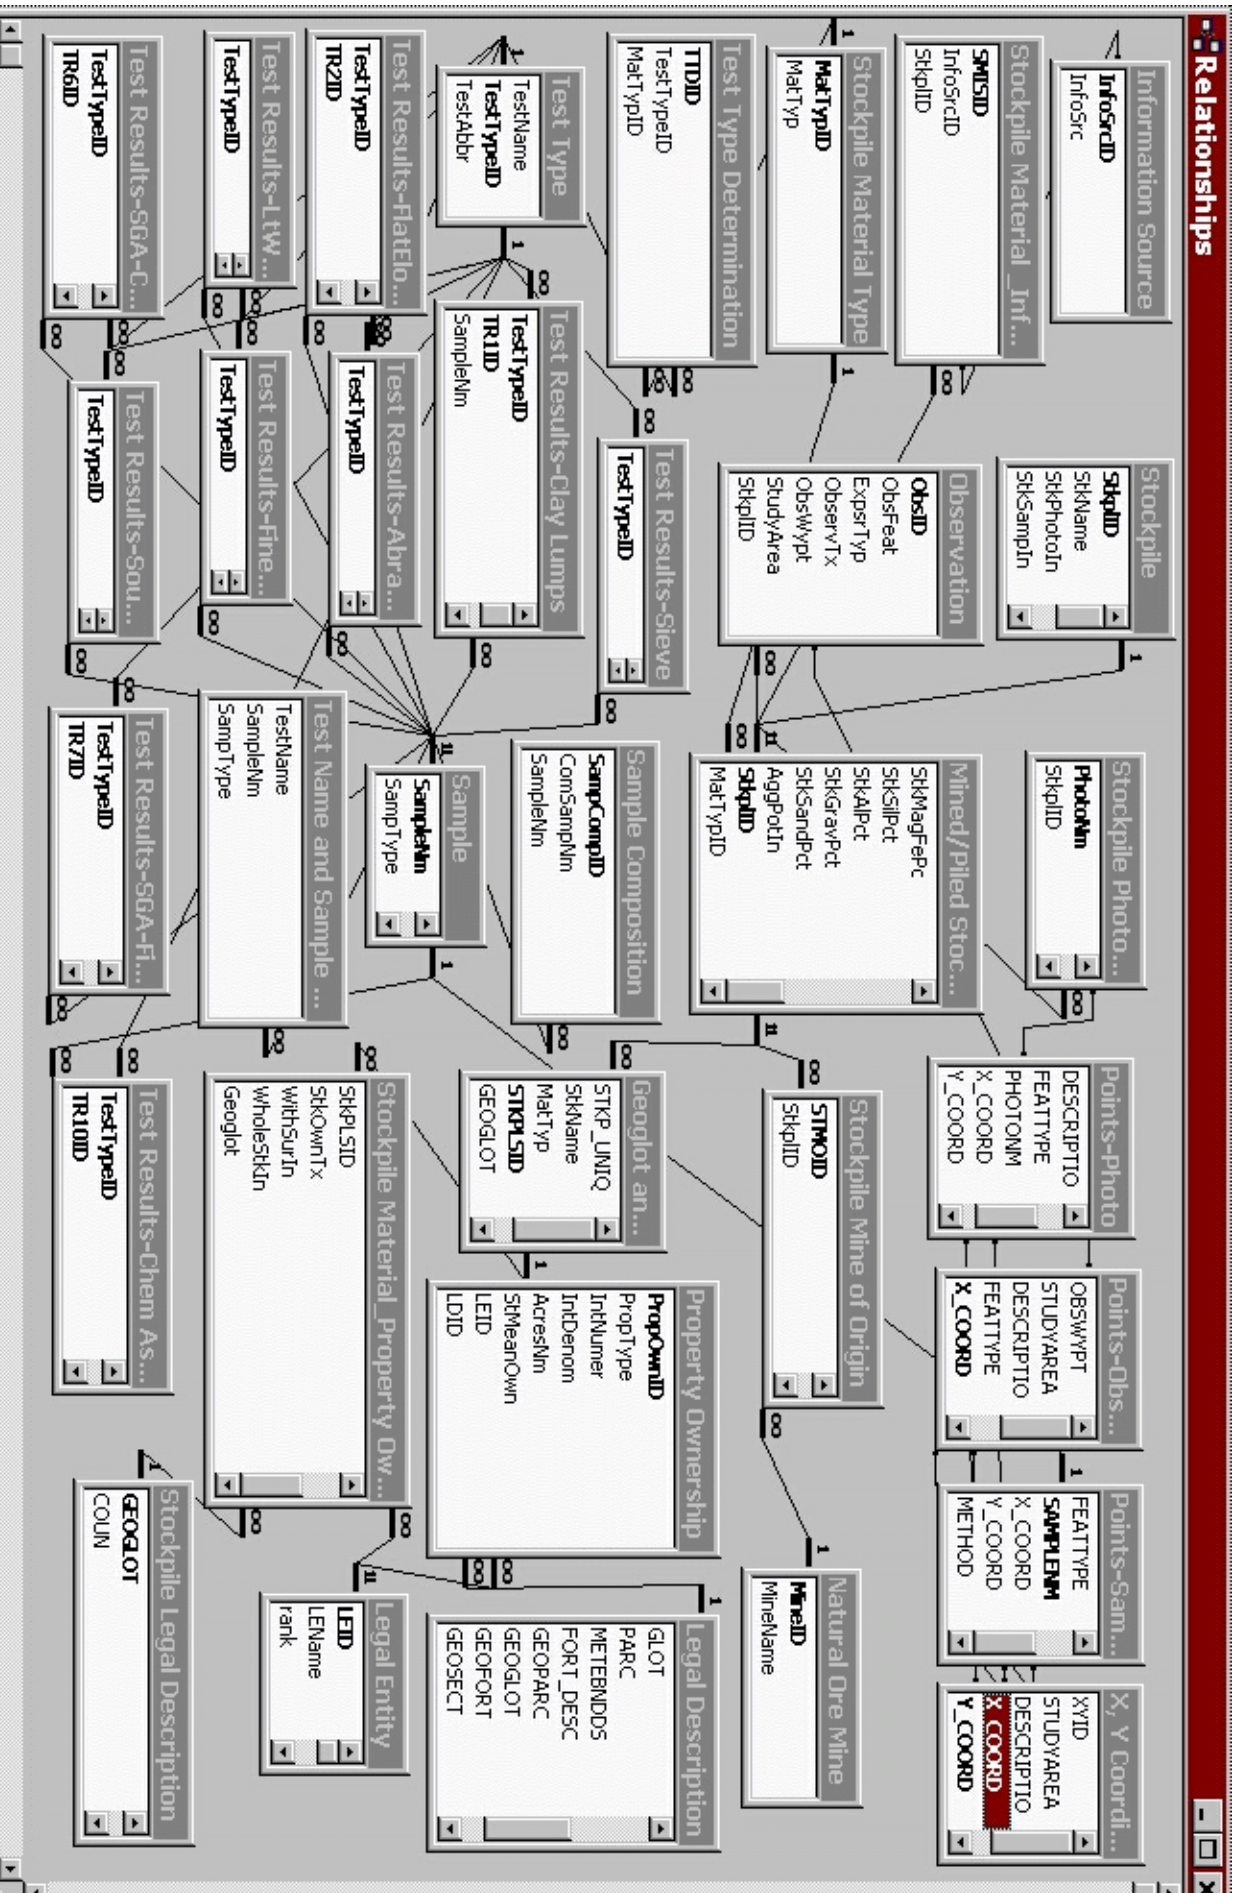 Relationships
Information Source
InfoSrcID
InfoSrc
Stockpile Material _Inf...
SMISID
InfoSrcID
StkpID
Stockpile Material Type
MatTypID
MatTyp
Test Type Determination
TTDID
TestTypeID
MatTypID
Test Type
TestName
TestTypeID
TestAbbr
Test Results-FlatElo...
TestTypeID
TR2ID
Test Results-LtW...
TestTypeID
Test Results-SGA-C...
TestTypeID
TR6ID
Stockpile
StkplID
StkName
StkPhotoIn
StkSampIn
Observation
ObsID
ObsFeat
ExpsrTyp
ObservTx
ObsWypt
StudyArea
StkplID
Test Results-Sieve
TestTypeID
Test Results-Clay Lumps
TestTypeID
TR1ID
SampleNm
Test Results-Abra...
TestTypeID
Test Results-Fine...
TestTypeID
Test Results-Sou...
TestTypeID
Stockpile Photo...
PhotoNm
StkplID
Mined/Piled Stoc...
StkMagFePc
StkSilPct
StkAlPct
StkGravPct
StkSandPct
AggPotIn
StkplID
MatTypID
Sample Composition
SampCompID
ComSampNm
SampleNm
Sample
SampleNm
SampType
Test Name and Sample ...
TestName
SampleNm
SampType
Test Results-SGA-Fi...
TestTypeID
TR7ID
Points-Photo
DESCRIPTIO
FEATTYPE
PHOTONM
X_COORD
Y_COORD
Stockpile Mine of Origin
STMOID
StkplID
Geoglot an...
STKP_UNIQ
StkName
MatTyp
STKPLSID
GEOGLOT
Stockpile Material_Property Ow...
StkPLSID
StkOwnTx
WithSurIn
WholeStkIn
Geoglot
Test Results-Chem As...
TestTypeID
TR10ID
Points-Obs...
OBSWYPT
STUDYAREA
DESCRIPTIO
FEATTYPE
X_COORD
Property Ownership
PropOwnID
PropType
IntNumer
IntDenom
AcresNm
StMeanOwn
LEID
LDID
Points-Sam...
FEATTYPE
SAMPLENM
X_COORD
Y_COORD
METHOD
Natural Ore Mine
MineID
MineName
Legal Description
GLOT
PARC
METEBNDDS
FORT_DESC
GEOPARC
GEOGLOT
GEOFORT
GEOSECT
Legal Entity
LEID
LEName
rank
Stockpile Legal Description
GEOGLOT
COUN
X, Y Coordi...
XYID
STUDYAREA
DESCRIPTIO
X_COORD
Y_COORD